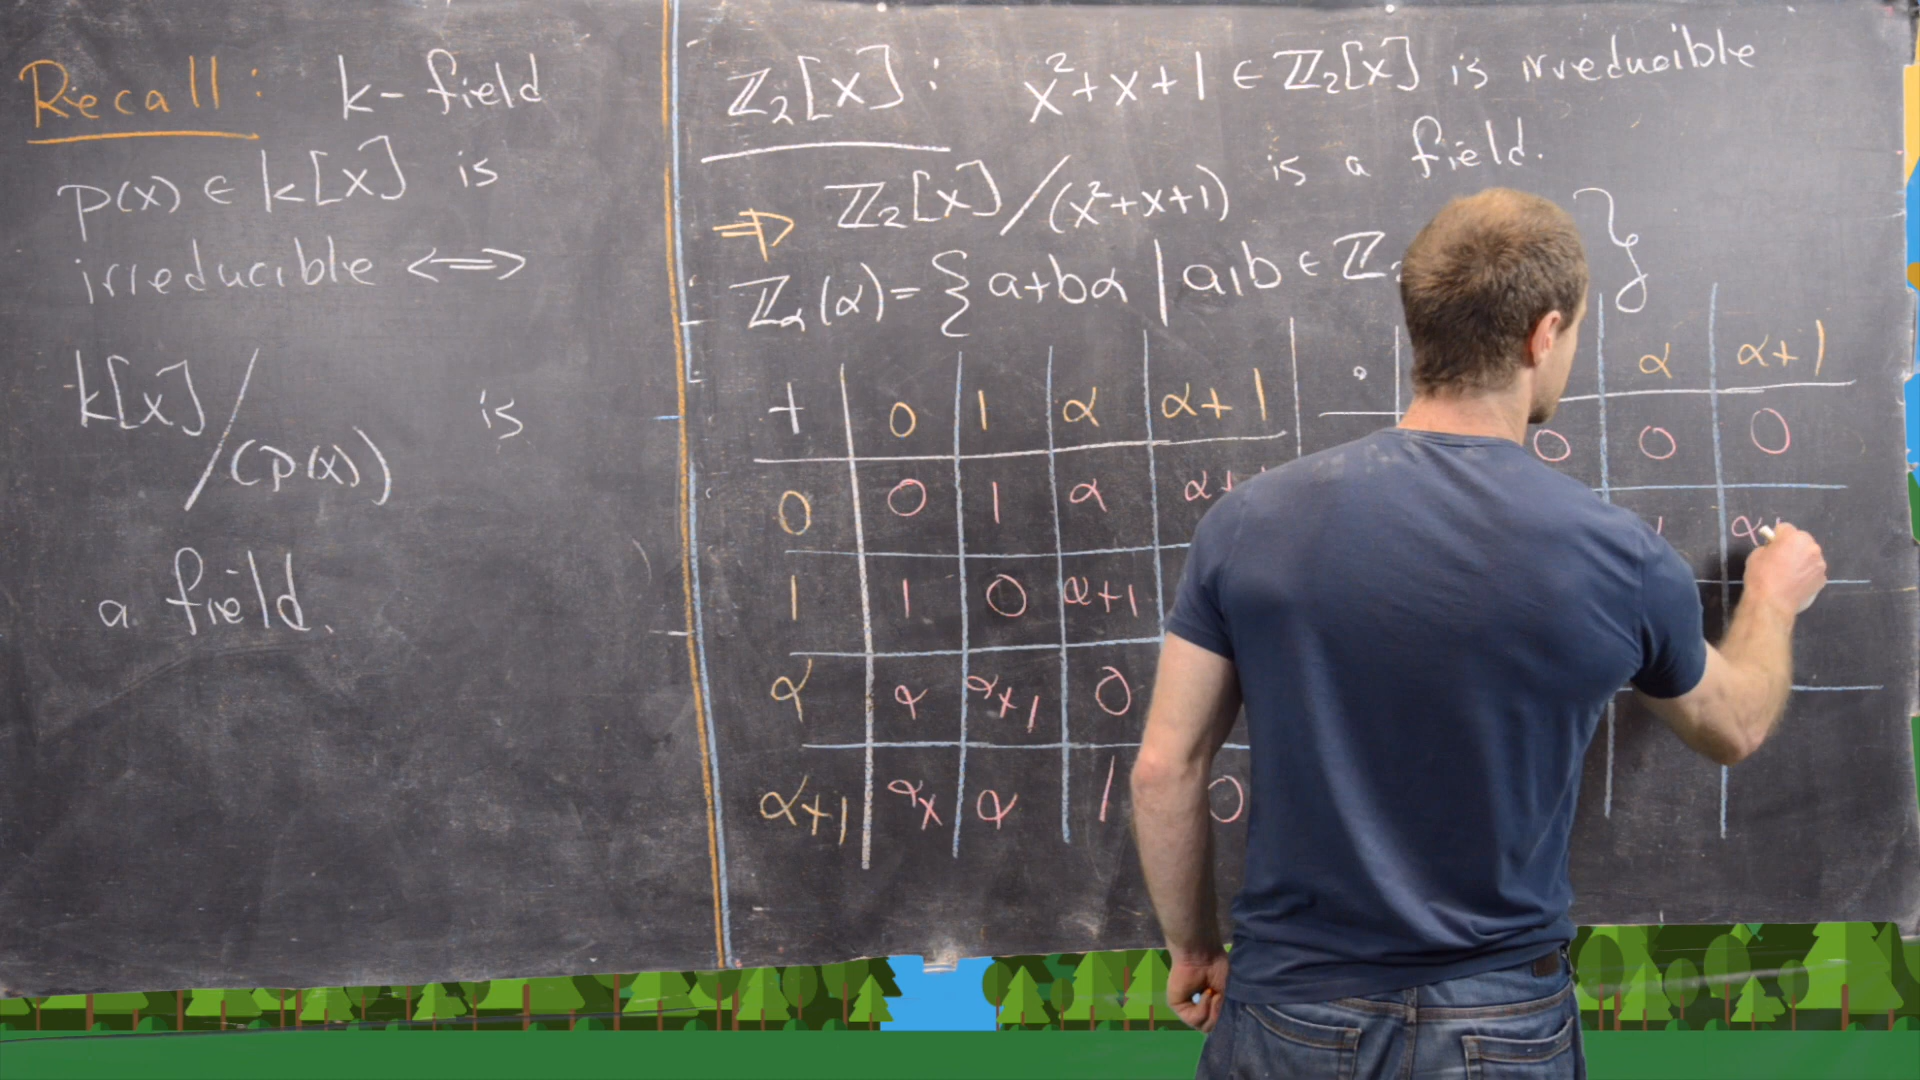 Recall: k- field
p(x) ∈ k[x] is
irreducible <=>
k[x]/(p(x)) is
a field.
ℤ₂[x]: x²+x+1 ∈ ℤ₂[x] is irreducible
=> ℤ₂[x]/(x²+x+1) is a field.
ℤ₂(α)={a+bα | a,b ∈ ℤ }
+ 0 1 α α+1
0 0 1 α
1 1 0 α+1
α α α+1 0
α+1 α α 1 0
· α α+1
0 0 0